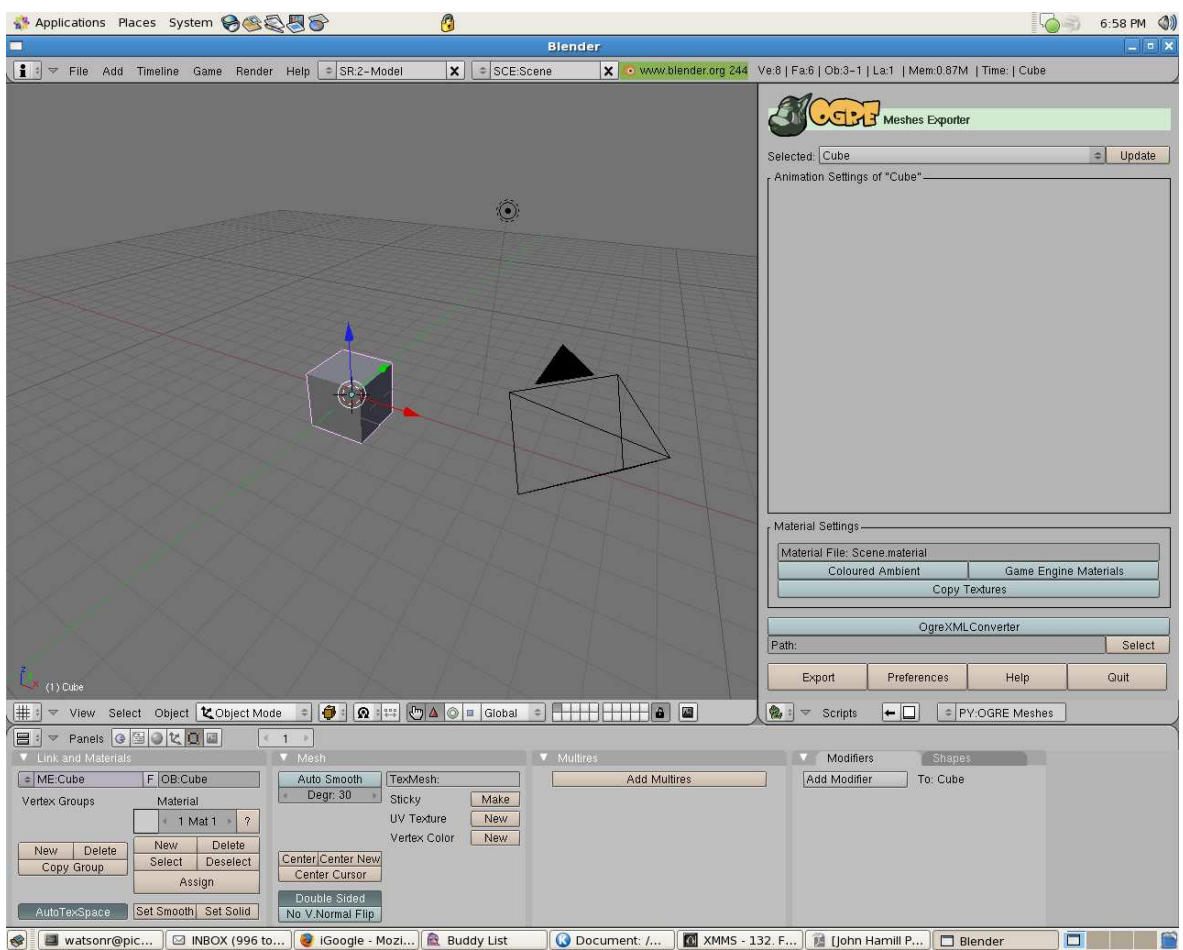 Applications Places System 6:58 PM
Blender
File Add Timeline Game Render Help SR:2-Model X SCE:Scene X www.blender.org 244 Ve:8 | Fa:6 | Ob:3-1 | La:1 | Mem:0.87M | Time: | Cube
OGRE Meshes Exporter
Selected: Cube Update
Animation Settings of "Cube"
Material Settings
Material File: Scene.material
Coloured Ambient Game Engine Materials
Copy Textures
OgreXMLConverter
Path: Select
Export Preferences Help Quit
z
x
(1) Cube
View Select Object Object Mode Global
Scripts PY:OGRE Meshes
Panels 1
Link and Materials
ME:Cube F OB:Cube
Vertex Groups Material
1 Mat 1 ?
New Delete New Delete
Copy Group Select Deselect
Assign
AutoTexSpace Set Smooth Set Solid
Mesh
Auto Smooth TexMesh:
Degr: 30 Sticky Make
UV Texture New
Vertex Color New
Center Center New
Center Cursor
Double Sided
No V.Normal Flip
Multires
Add Multires
Modifiers Shapes
Add Modifier To: Cube
watsonr@pic... INBOX (996 to... iGoogle - Mozi... Buddy List Document: /... XMMS - 132. F... [John Hamill P... Blender